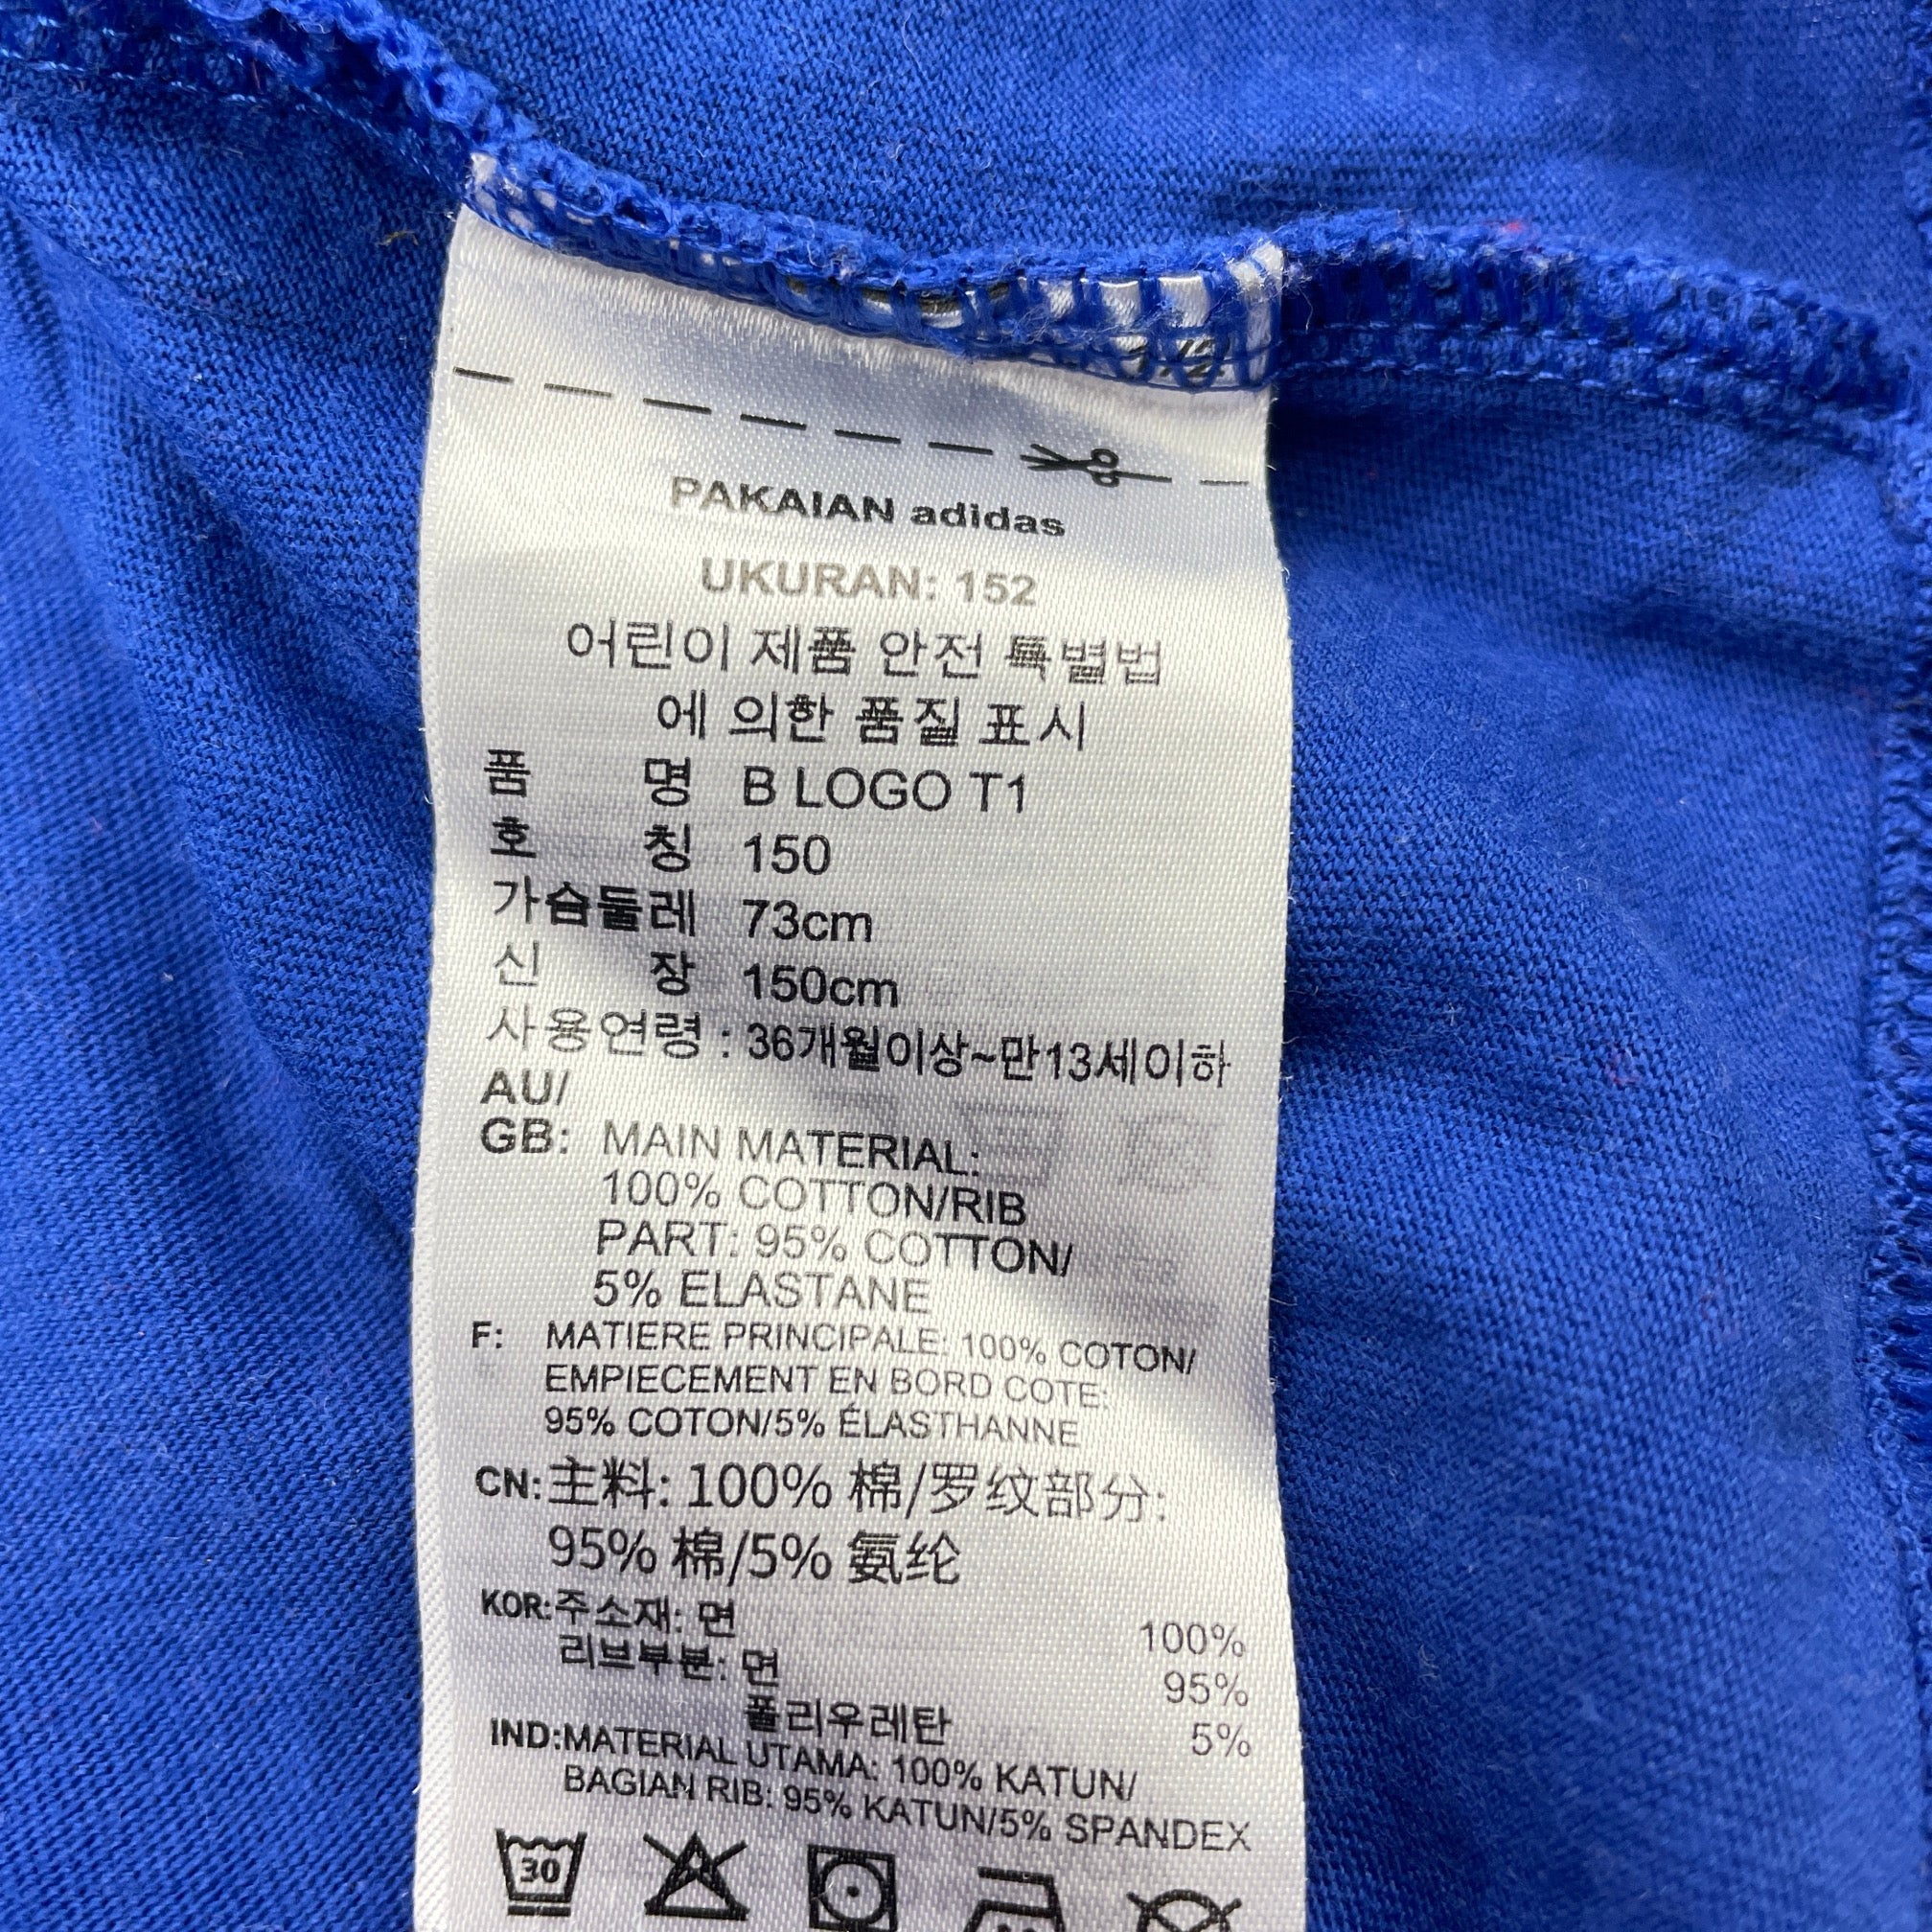 PAKAIAN adidas
UKURAN: 152
어린이 제품 안전 특별법
에 의한 품질 표시
품 명 B LOGO T1
호 칭 150
가슴둘레 73cm
신 장 150cm
사용연령 : 36개월이상~만13세이하
AU/
GB: MAIN MATERIAL:
100% COTTON/RIB
PART: 95% COTTON/
5% ELASTANE
F: MATIERE PRINCIPALE: 100% COTON/
EMPIECEMENT EN BORD COTE:
95% COTON/5% ÉLASTHANNE
CN: 主料: 100% 棉/罗纹部分:
95% 棉/5% 氨纶
KOR: 주소재: 면 100%
리브부분: 면 95%
폴리우레탄 5%
IND: MATERIAL UTAMA: 100% KATUN/
BAGIAN RIB: 95% KATUN/5% SPANDEX
30